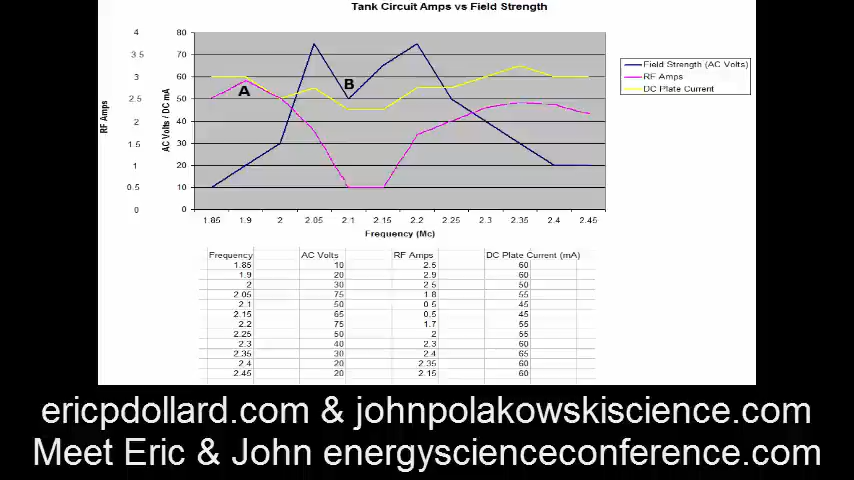 Tank Circuit Amps vs Field Strength
4 80
3 5 70
3 60
2.5 50
2 40
1.5 30
1 20
0.5 10
0 0
RF Amps
AC Volts / DC mA
A
B
1.85 1.9 2 2.05 2.1 2.15 2.2 2.25 2.3 2.35 2.4 2.45
Frequency (Mc)
Field Strength (AC Volts)
RF Amps
DC Plate Current
Frequency AC Volts RF Amps DC Plate Current (mA)
1.85 10 2.5 60
1.9 20 2.9 60
2 30 2.5 50
2.05 75 1.8 55
2.1 50 0.5 45
2.15 65 0.5 45
2.2 75 1.7 55
2.25 50 2 55
2.3 40 2.3 60
2.35 30 2.4 65
2.4 20 2.35 60
2.45 20 2.15 60
ericpdollard.com & johnpolakowskiscience.com
Meet Eric & John energyscienceconference.com